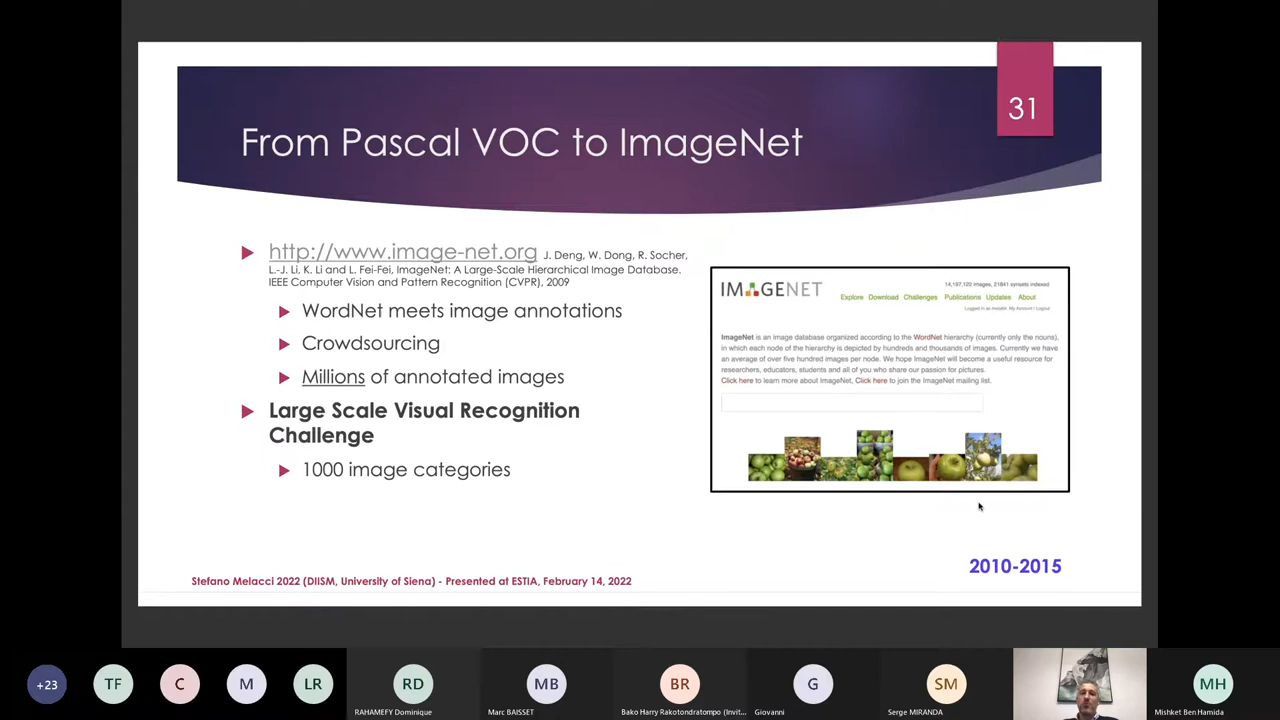 31
From Pascal VOC to ImageNet
http://www.image-net.org J. Deng, W. Dong, R. Socher,
L.-J. Li, K. Li and L. Fei-Fei, ImageNet: A Large-Scale Hierarchical Image Database.
IEEE Computer Vision and Pattern Recognition (CVPR), 2009
WordNet meets image annotations
Crowdsourcing
Millions of annotated images
Large Scale Visual Recognition
Challenge
1000 image categories
IMAGENET
14,197,122 images, 21841 synsets indexed
Explore Download Challenges Publications Updates About
My Account | Logout
ImageNet is an image database organized according to the WordNet hierarchy (currently only the nouns),
in which each node of the hierarchy is depicted by hundreds and thousands of images. Currently we have
an average of over five hundred images per node. We hope ImageNet will become a useful resource for
researchers, educators, students and all of you who share our passion for pictures.
Click here to learn more about ImageNet, Click here to join the ImageNet mailing list.
2010-2015
Stefano Melacci 2022 (DIISM, University of Siena) - Presented at ESTiA, February 14, 2022
+23
TF
C
M
LR
RD
MB
BR
G
SM
MH
RAHAMEFY Dominique
Marc BAISSET
Bako Harry Rakotondratompo (Invit...
Giovanni
Serge MIRANDA
Mishket Ben Hamida